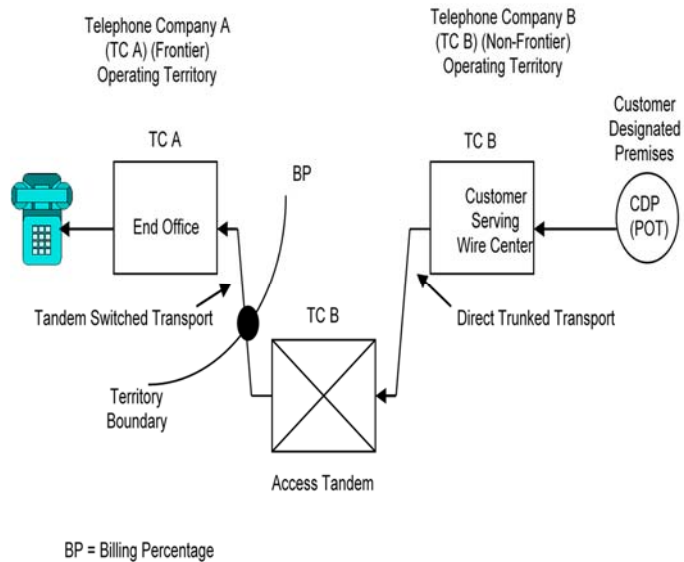 Telephone Company A
(TC A) (Frontier)
Operating Territory
Telephone Company B
(TC B) (Non-Frontier)
Operating Territory
Customer
Designated
Premises
TC A
TC B
BP
End Office
Customer
Serving
Wire Center
CDP
(POT)
Tandem Switched Transport
TC B
Direct Trunked Transport
Territory
Boundary
Access Tandem
BP = Billing Percentage